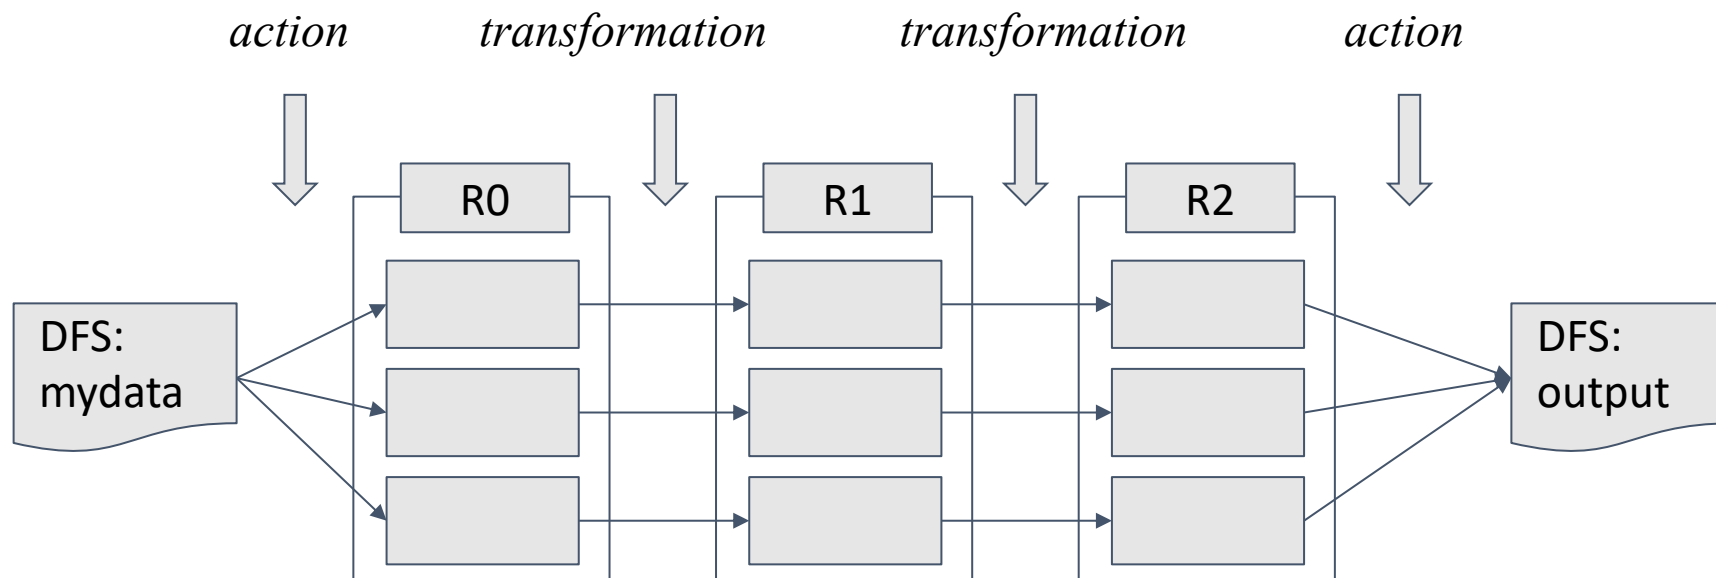 action transformation transformation action
R0 R1 R2
DFS:
mydata
DFS:
output